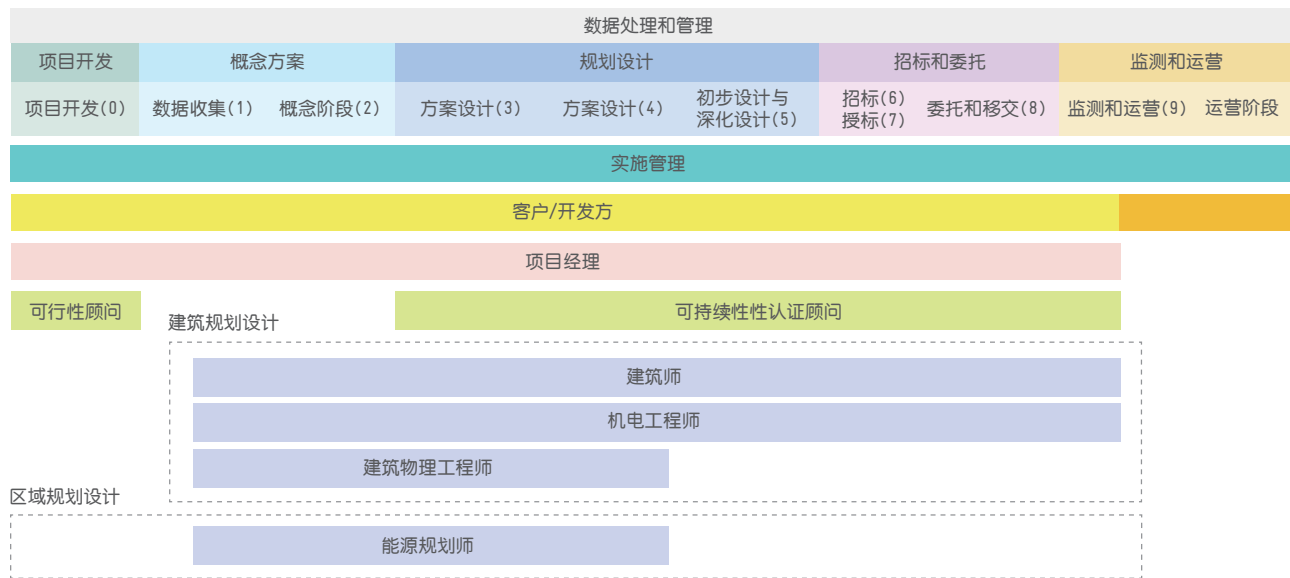 数据处理和管理
项目开发 概念方案 规划设计 招标和委托 监测和运营
项目开发(0) 数据收集(1) 概念阶段(2) 方案设计(3) 方案设计(4) 初步设计与 深化设计(5) 招标(6) 授标(7) 委托和移交(8) 监测和运营(9) 运营阶段
实施管理
客户/开发方
项目经理
可行性顾问 可持续性性认证顾问
建筑规划设计
建筑师
机电工程师
建筑物理工程师
区域规划设计
能源规划师